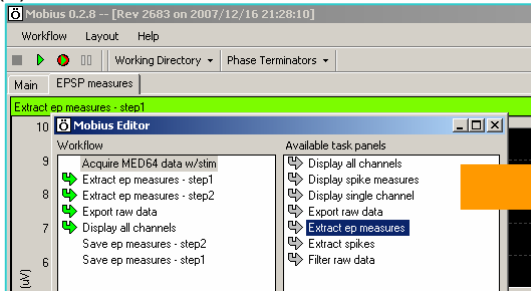 Mobius 0.2.8 -- [Rev 2683 on 2007/12/16 21:28:10]
Workflow Layout Help
Working Directory Phase Terminators
Main EPSP measures
Extract ep measures - step1
Mobius Editor
Workflow Available task panels
Acquire MED64 data w/stim Display all channels
Extract ep measures - step1 Display spike measures
Extract ep measures - step2 Display single channel
Export raw data Export raw data
Display all channels Extract ep measures
Save ep measures - step2 Extract spikes
Save ep measures - step1 Filter raw data
10
9
8
7
6
(uV)